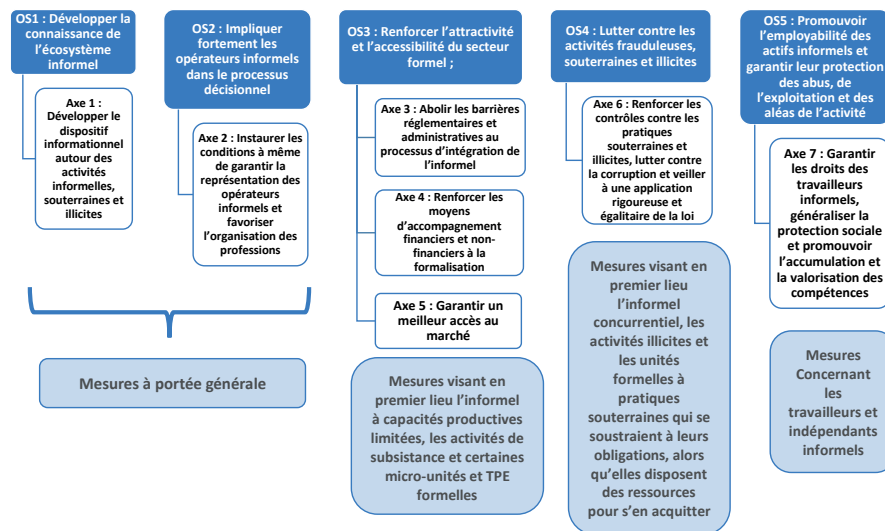 OS1 : Développer la
connaissance de
l'écosystème
informel
Axe 1 :
Développer le
dispositif
informationnel
autour des
activités
informelles,
souterraines et
illicites
OS2 : Impliquer
fortement les
opérateurs informels
dans le processus
décisionnel
Axe 2 : Instaurer les
conditions à même
de garantir la
représentation des
opérateurs
informels et
favoriser
l'organisation des
professions
Mesures à portée générale
OS3 : Renforcer l'attractivité
et l'accessibilité du secteur
formel ;
Axe 3 : Abolir les barrières
réglementaires et
administratives au
processus d'intégration de
l'informel
Axe 4 : Renforcer les
moyens
d'accompagnement
financiers et non-
financiers à la
formalisation
Axe 5 : Garantir un
meilleur accès au
marché
Mesures visant en
premier lieu l'informel
à capacités productives
limitées, les activités de
subsistance et certaines
micro-unités et TPE
formelles
OS4 : Lutter contre les
activités frauduleuses,
souterraines et illicites
Axe 6 : Renforcer les
contrôles contre les
pratiques
souterraines et
illicites, lutter contre
la corruption et veiller
à une application
rigoureuse et
égalitaire de la loi
Mesures visant en
premier lieu
l'informel
concurrentiel, les
activités illicites et
les unités
formelles à
pratiques
souterraines qui se
soustraient à leurs
obligations, alors
qu'elles disposent
des ressources
pour s'en acquitter
OS5 : Promouvoir
l'employabilité des
actifs informels et
garantir leur protection
des abus, de
l'exploitation et des
aléas de l'activité
Axe 7 : Garantir
les droits des
travailleurs
informels,
généraliser la
protection sociale
et promouvoir
l'accumulation et
la valorisation des
compétences
Mesures
Concernant
les
travailleurs et
indépendants
informels